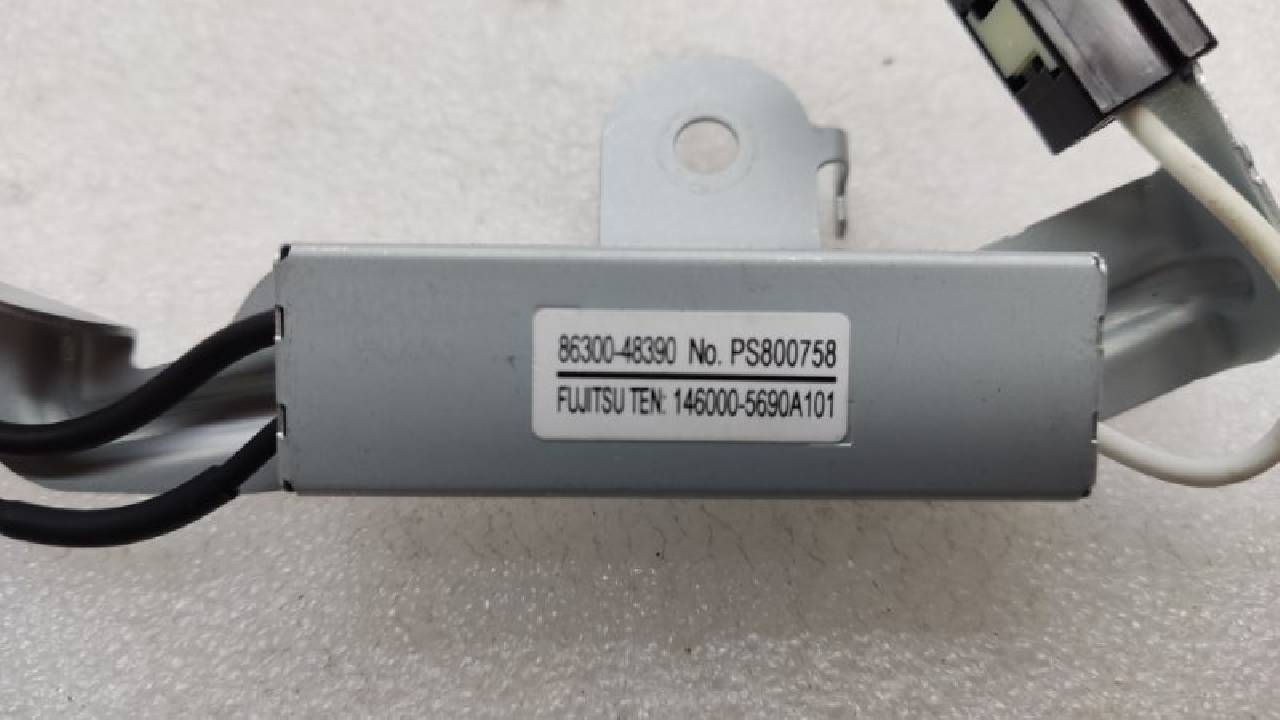 86300-48390 No. PS800758
FUJITSU TEN: 146000-5690A101